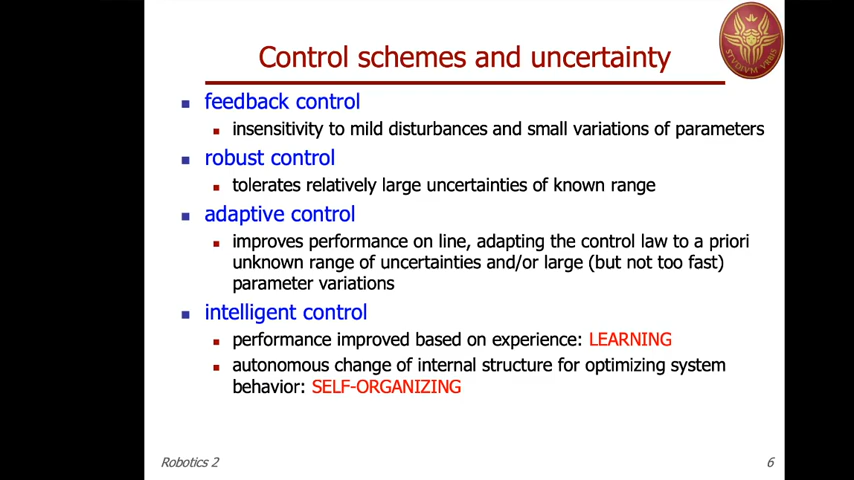 Control schemes and uncertainty
STVDIVM VRBIS
feedback control
insensitivity to mild disturbances and small variations of parameters
robust control
tolerates relatively large uncertainties of known range
adaptive control
improves performance on line, adapting the control law to a priori
unknown range of uncertainties and/or large (but not too fast)
parameter variations
intelligent control
performance improved based on experience: LEARNING
autonomous change of internal structure for optimizing system
behavior: SELF-ORGANIZING
Robotics 2
6